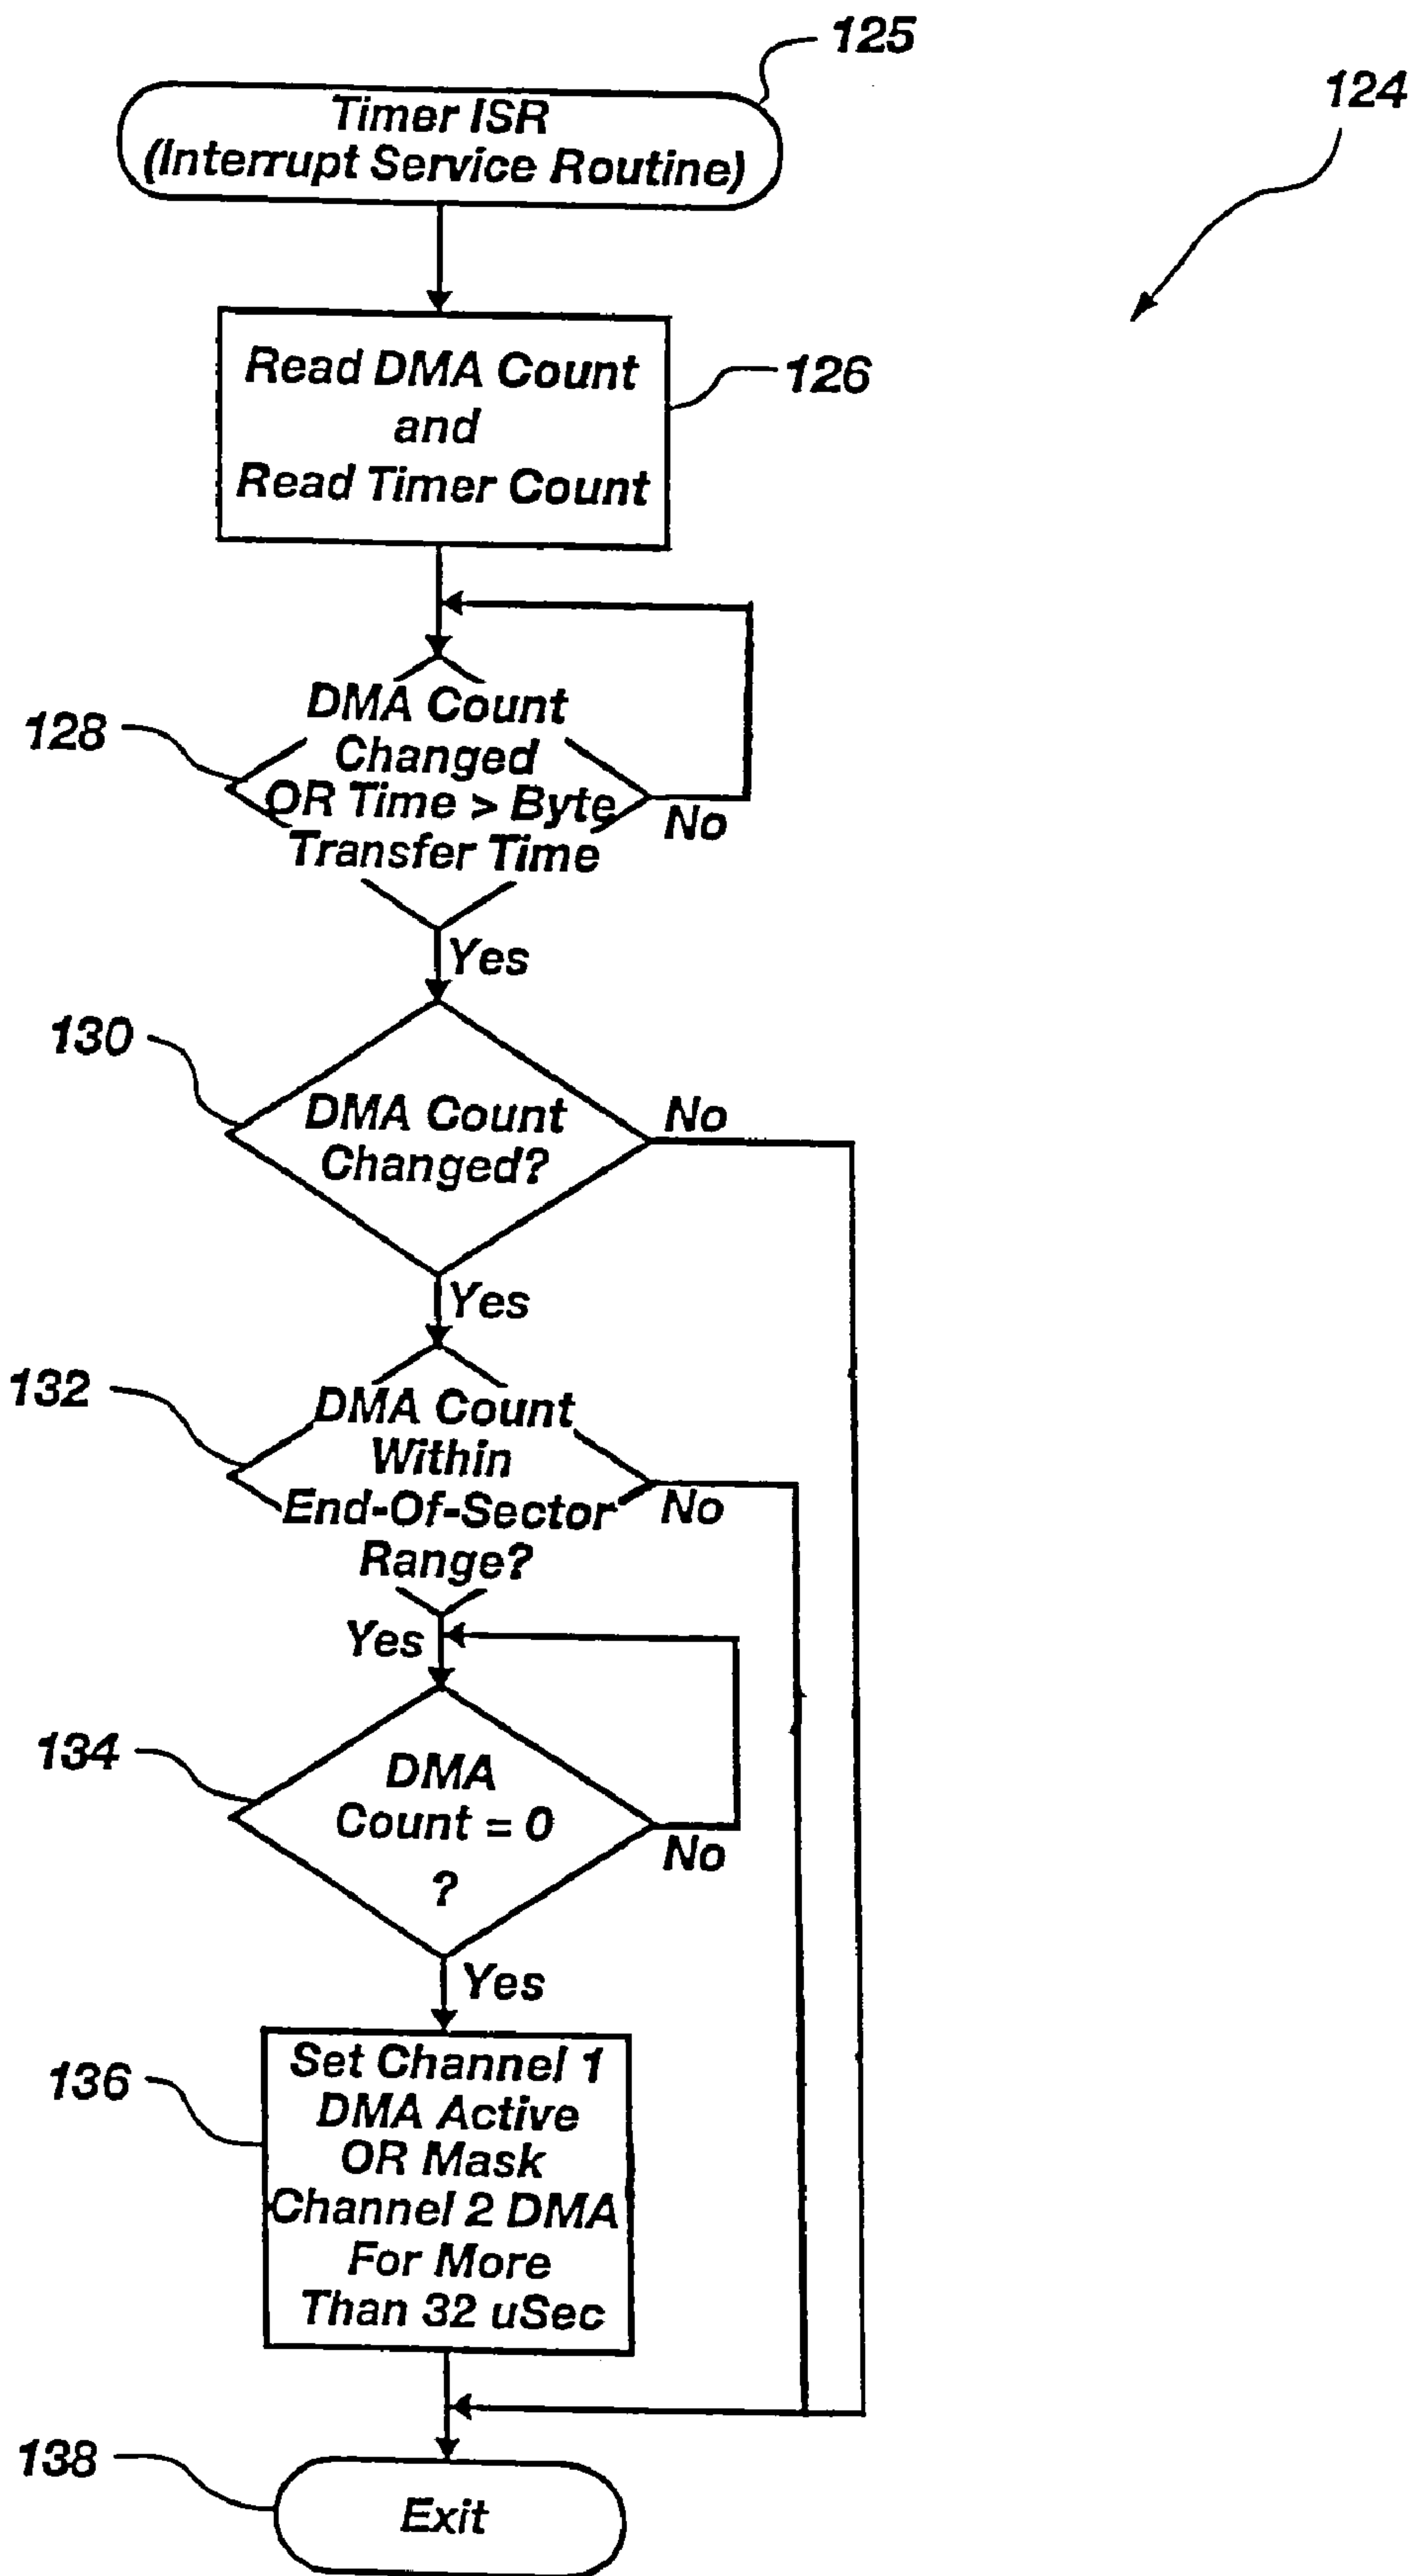 125
124
Timer ISR
(Interrupt Service Routine)
Read DMA Count
and
Read Timer Count
126
DMA Count
Changed
OR Time > Byte
Transfer Time
128
No
Yes
130
DMA Count
Changed?
No
Yes
132
DMA Count
Within
End-Of-Sector
Range?
No
Yes
134
DMA
Count = 0
?
No
Yes
136
Set Channel 1
DMA Active
OR Mask
Channel 2 DMA
For More
Than 32 uSec
138
Exit